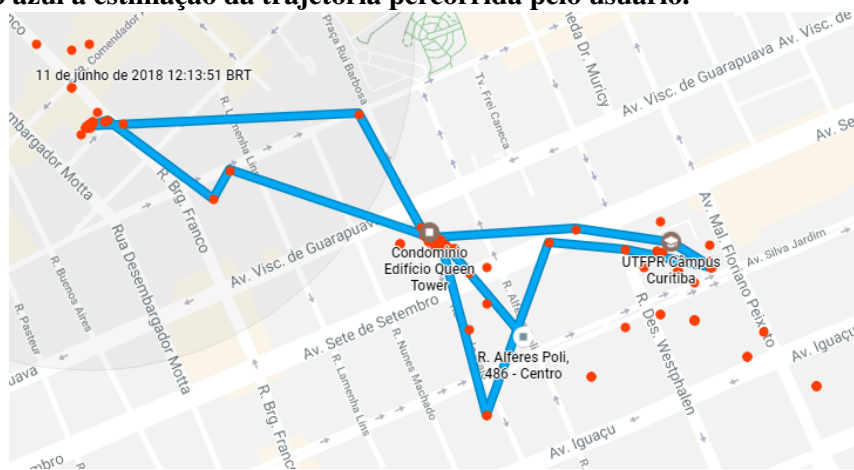 azul a estimação da trajetória percorrida pelo usuário.
R. Comendador
Praça Rui Barbosa
Av. Visc. de Guarapuava
Av. Visc. de
11 de junho de 2018 12:13:51 BRT
R. Lamenha Lins
Tv. Frei Caneca
eda Dr. Muricy
Av. Se
mbargador Motta
R. Brg. Franco
Rua Desembargador Motta
Av. Visc. de Guarapuava
Condomínio
Edifício Queen
Tower
UTFPR Câmpus
Curitiba
Av. Mal. Floriano Peixoto
Av. Silva Jardim
R. Buenos Aires
R. Pasteur
Av. Sete de Setembro
R. Alferes Poli,
486 - Centro
R. Des. Westphalen
Av. Iguaçu
R. Nunes Machado
R. Lamenha Lins
R. Brg. Franco
Av. Iguaçu
mbro